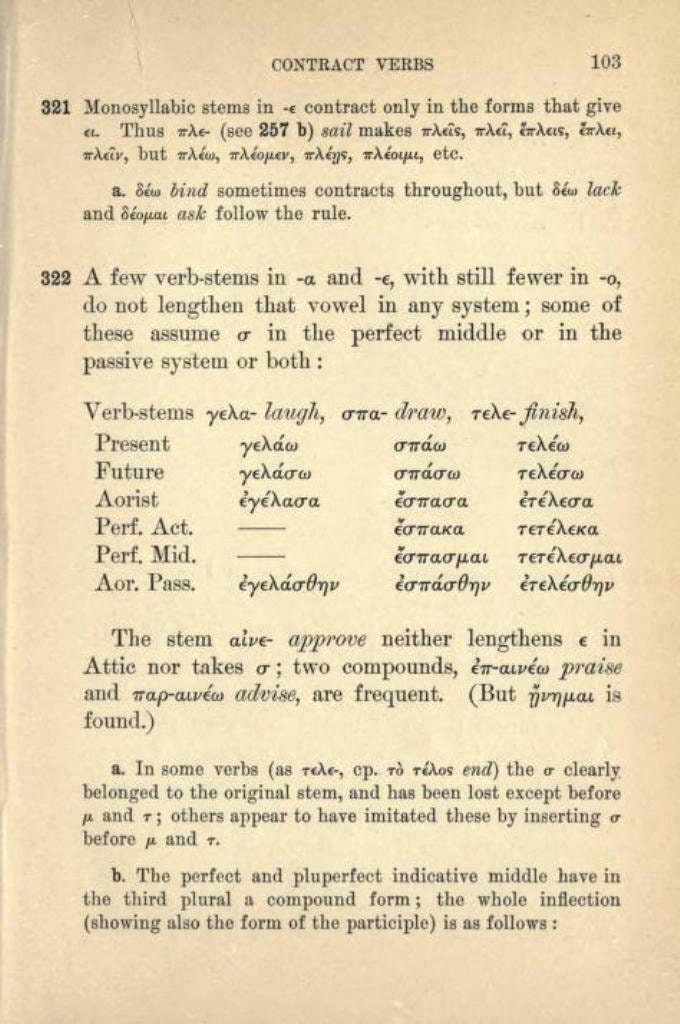 CONTRACT VERBS 103
321 Monosyllabic stems in -ε contract only in the forms that give
ει. Thus πλε- (see 257 b) sail makes πλεῖς, πλεῖ, ἔπλεις, ἔπλει,
πλεῖν, but πλέω, πλέομεν, πλέῃς, πλέοιμι, etc.
a. δέω bind sometimes contracts throughout, but δέω lack
and δέομαι ask follow the rule.
322 A few verb-stems in -α and -ε, with still fewer in -ο,
do not lengthen that vowel in any system; some of
these assume σ in the perfect middle or in the
passive system or both:
Verb-stems γελα- laugh, σπα- draw, τελε- finish,
Present γελάω σπάω τελέω
Future γελάσω σπάσω τελέσω
Aorist ἐγέλασα ἔσπασα ἐτέλεσα
Perf. Act. —— ἔσπακα τετέλεκα
Perf. Mid. —— ἔσπασμαι τετέλεσμαι
Aor. Pass. ἐγελάσθην ἐσπάσθην ἐτελέσθην
The stem αἰνε- approve neither lengthens ε in
Attic nor takes σ; two compounds, ἐπ-αινέω praise
and παρ-αινέω advise, are frequent. (But ᾔνημαι is
found.)
a. In some verbs (as τελε-, cp. τὸ τέλος end) the σ clearly
belonged to the original stem, and has been lost except before
μ and τ; others appear to have imitated these by inserting σ
before μ and τ.
b. The perfect and pluperfect indicative middle have in
the third plural a compound form; the whole inflection
(showing also the form of the participle) is as follows: